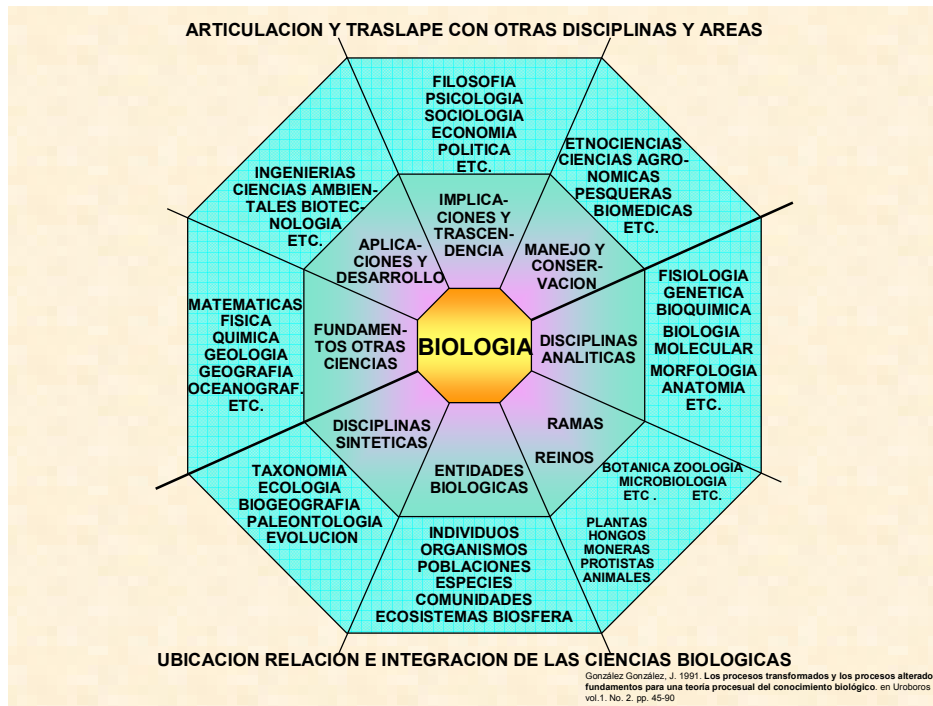 ARTICULACION Y TRASLAPE CON OTRAS DISCIPLINAS Y AREAS
FILOSOFIA
PSICOLOGIA
SOCIOLOGIA
ECONOMIA
POLITICA
ETC.
ETNOCIENCIAS
CIENCIAS AGRO-
NOMICAS
PESQUERAS
BIOMEDICAS
ETC.
INGENIERIAS
CIENCIAS AMBIEN-
TALES BIOTEC-
NOLOGIA
ETC.
IMPLICA-
CIONES Y
TRASCEN-
DENCIA
APLICA-
CIONES Y
DESARROLLO
MANEJO Y
CONSER-
VACION
MATEMATICAS
FISICA
QUIMICA
GEOLOGIA
GEOGRAFIA
OCEANOGRAF.
ETC.
FUNDAMEN-
TOS OTRAS
CIENCIAS
BIOLOGIA
DISCIPLINAS
ANALITICAS
FISIOLOGIA
GENETICA
BIOQUIMICA
BIOLOGIA
MOLECULAR
MORFOLOGIA
ANATOMIA
ETC.
DISCIPLINAS
SINTETICAS
ENTIDADES
BIOLOGICAS
RAMAS
REINOS
TAXONOMIA
ECOLOGIA
BIOGEOGRAFIA
PALEONTOLOGIA
EVOLUCION
INDIVIDUOS
ORGANISMOS
POBLACIONES
ESPECIES
COMUNIDADES
ECOSISTEMAS BIOSFERA
BOTANICA ZOOLOGIA
MICROBIOLOGIA
ETC . ETC.
PLANTAS
HONGOS
MONERAS
PROTISTAS
ANIMALES
UBICACION RELACION E INTEGRACION DE LAS CIENCIAS BIOLOGICAS
González González, J. 1991. Los procesos transformados y los procesos alterado
fundamentos para una teoría procesual del conocimiento biológico. en Uroboros
vol.1. No. 2. pp. 45-90